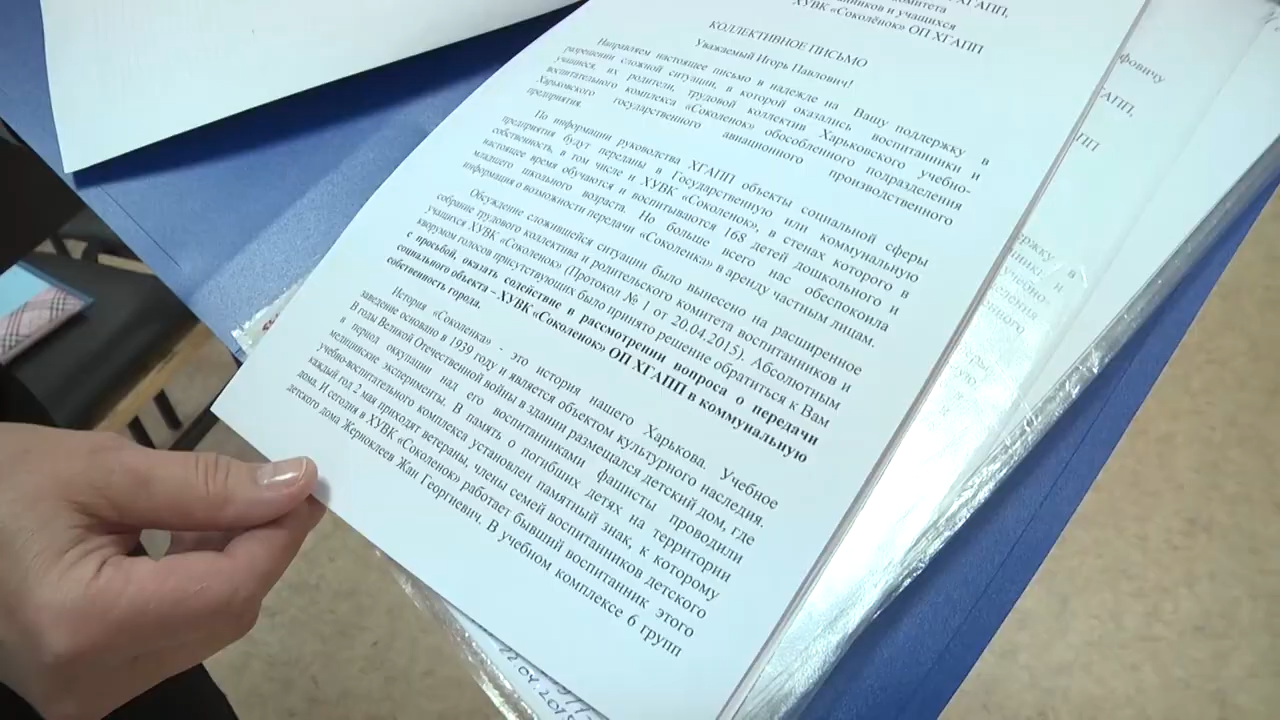 ХГАПП,
комитета
учащихся
ХУВК «Соколёнок» ОП ХГАПП
КОЛЛЕКТИВНОЕ ПИСЬМО
Уважаемый Игорь Павлович!
Направляем настоящее письмо в надежде на Вашу поддержку в
разрешении сложной ситуации, в которой оказались воспитанники и
учащиеся, их родители, трудовой коллектив Харьковского учебно-
воспитательного комплекса «Соколенок» обособленного подразделения
Харьковского государственного авиационного производственного
предприятия.
По информации руководства ХГАПП объекты социальной сферы
предприятия будут переданы в Государственную или коммунальную
собственность, в том числе и ХУВК «Соколенок», в стенах которого в
настоящее время обучаются и воспитываются 168 детей дошкольного и
младшего школьного возраста. Но больше всего нас обеспокоила
информация о возможности передачи «Соколенка» в аренду частным лицам.
Обсуждение сложившейся ситуации было вынесено на расширенное
собрание трудового коллектива и родительского комитета воспитанников и
учащихся ХУВК «Соколенок» (Протокол № 1 от 20.04.2015). Абсолютным
кворумом голосов присутствующих было принято решение обратиться к Вам
с просьбой, оказать содействие в рассмотрении вопроса о передачи
социального объекта – ХУВК «Соколенок» ОП ХГАПП в коммунальную
собственность города.
История «Соколенка» - это история нашего Харькова. Учебное
заведение основано в 1939 году и является объектом культурного наследия.
В годы Великой Отечественной войны в здании размещался детский дом, где
в период оккупации над его воспитанниками фашисты проводили
медицинские эксперименты. В память о погибших детях на территории
учебно-воспитательного комплекса установлен памятный знак, к которому
каждый год 2 мая приходят ветераны, члены семей воспитанников детского
дома. И сегодня в ХУВК «Соколенок» работает бывший воспитанник этого
детского дома Жерноклеев Жан Георгиевич. В учебном комплексе 6 групп